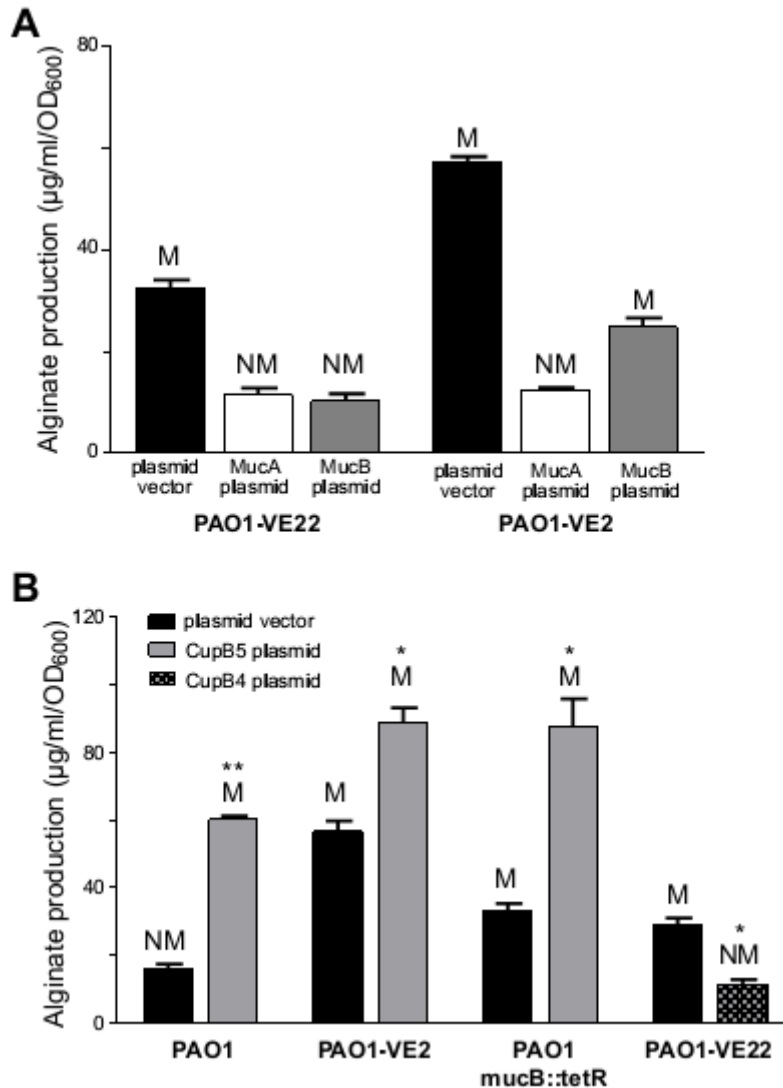 A
Alginate production (µg/ml/OD600)
80
40
0
M
NM
NM
M
NM
M
plasmid vector
MucA plasmid
MucB plasmid
plasmid vector
MucA plasmid
MucB plasmid
PAO1-VE22
PAO1-VE2
B
Alginate production (µg/ml/OD600)
120
80
40
0
plasmid vector
CupB5 plasmid
CupB4 plasmid
NM
**
M
M
*
M
M
*
M
M
*
NM
PAO1
PAO1-VE2
PAO1
mucB::tetR
PAO1-VE22